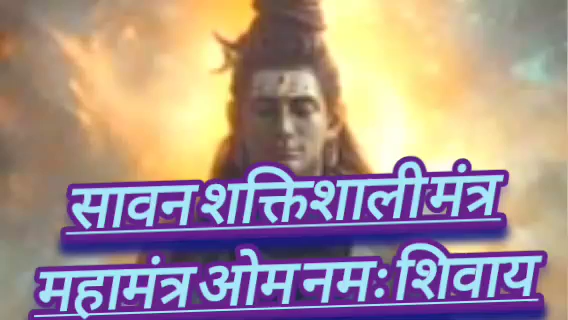 सावन शक्तिशाली मंत्र
महामंत्र ओम नमः शिवाय